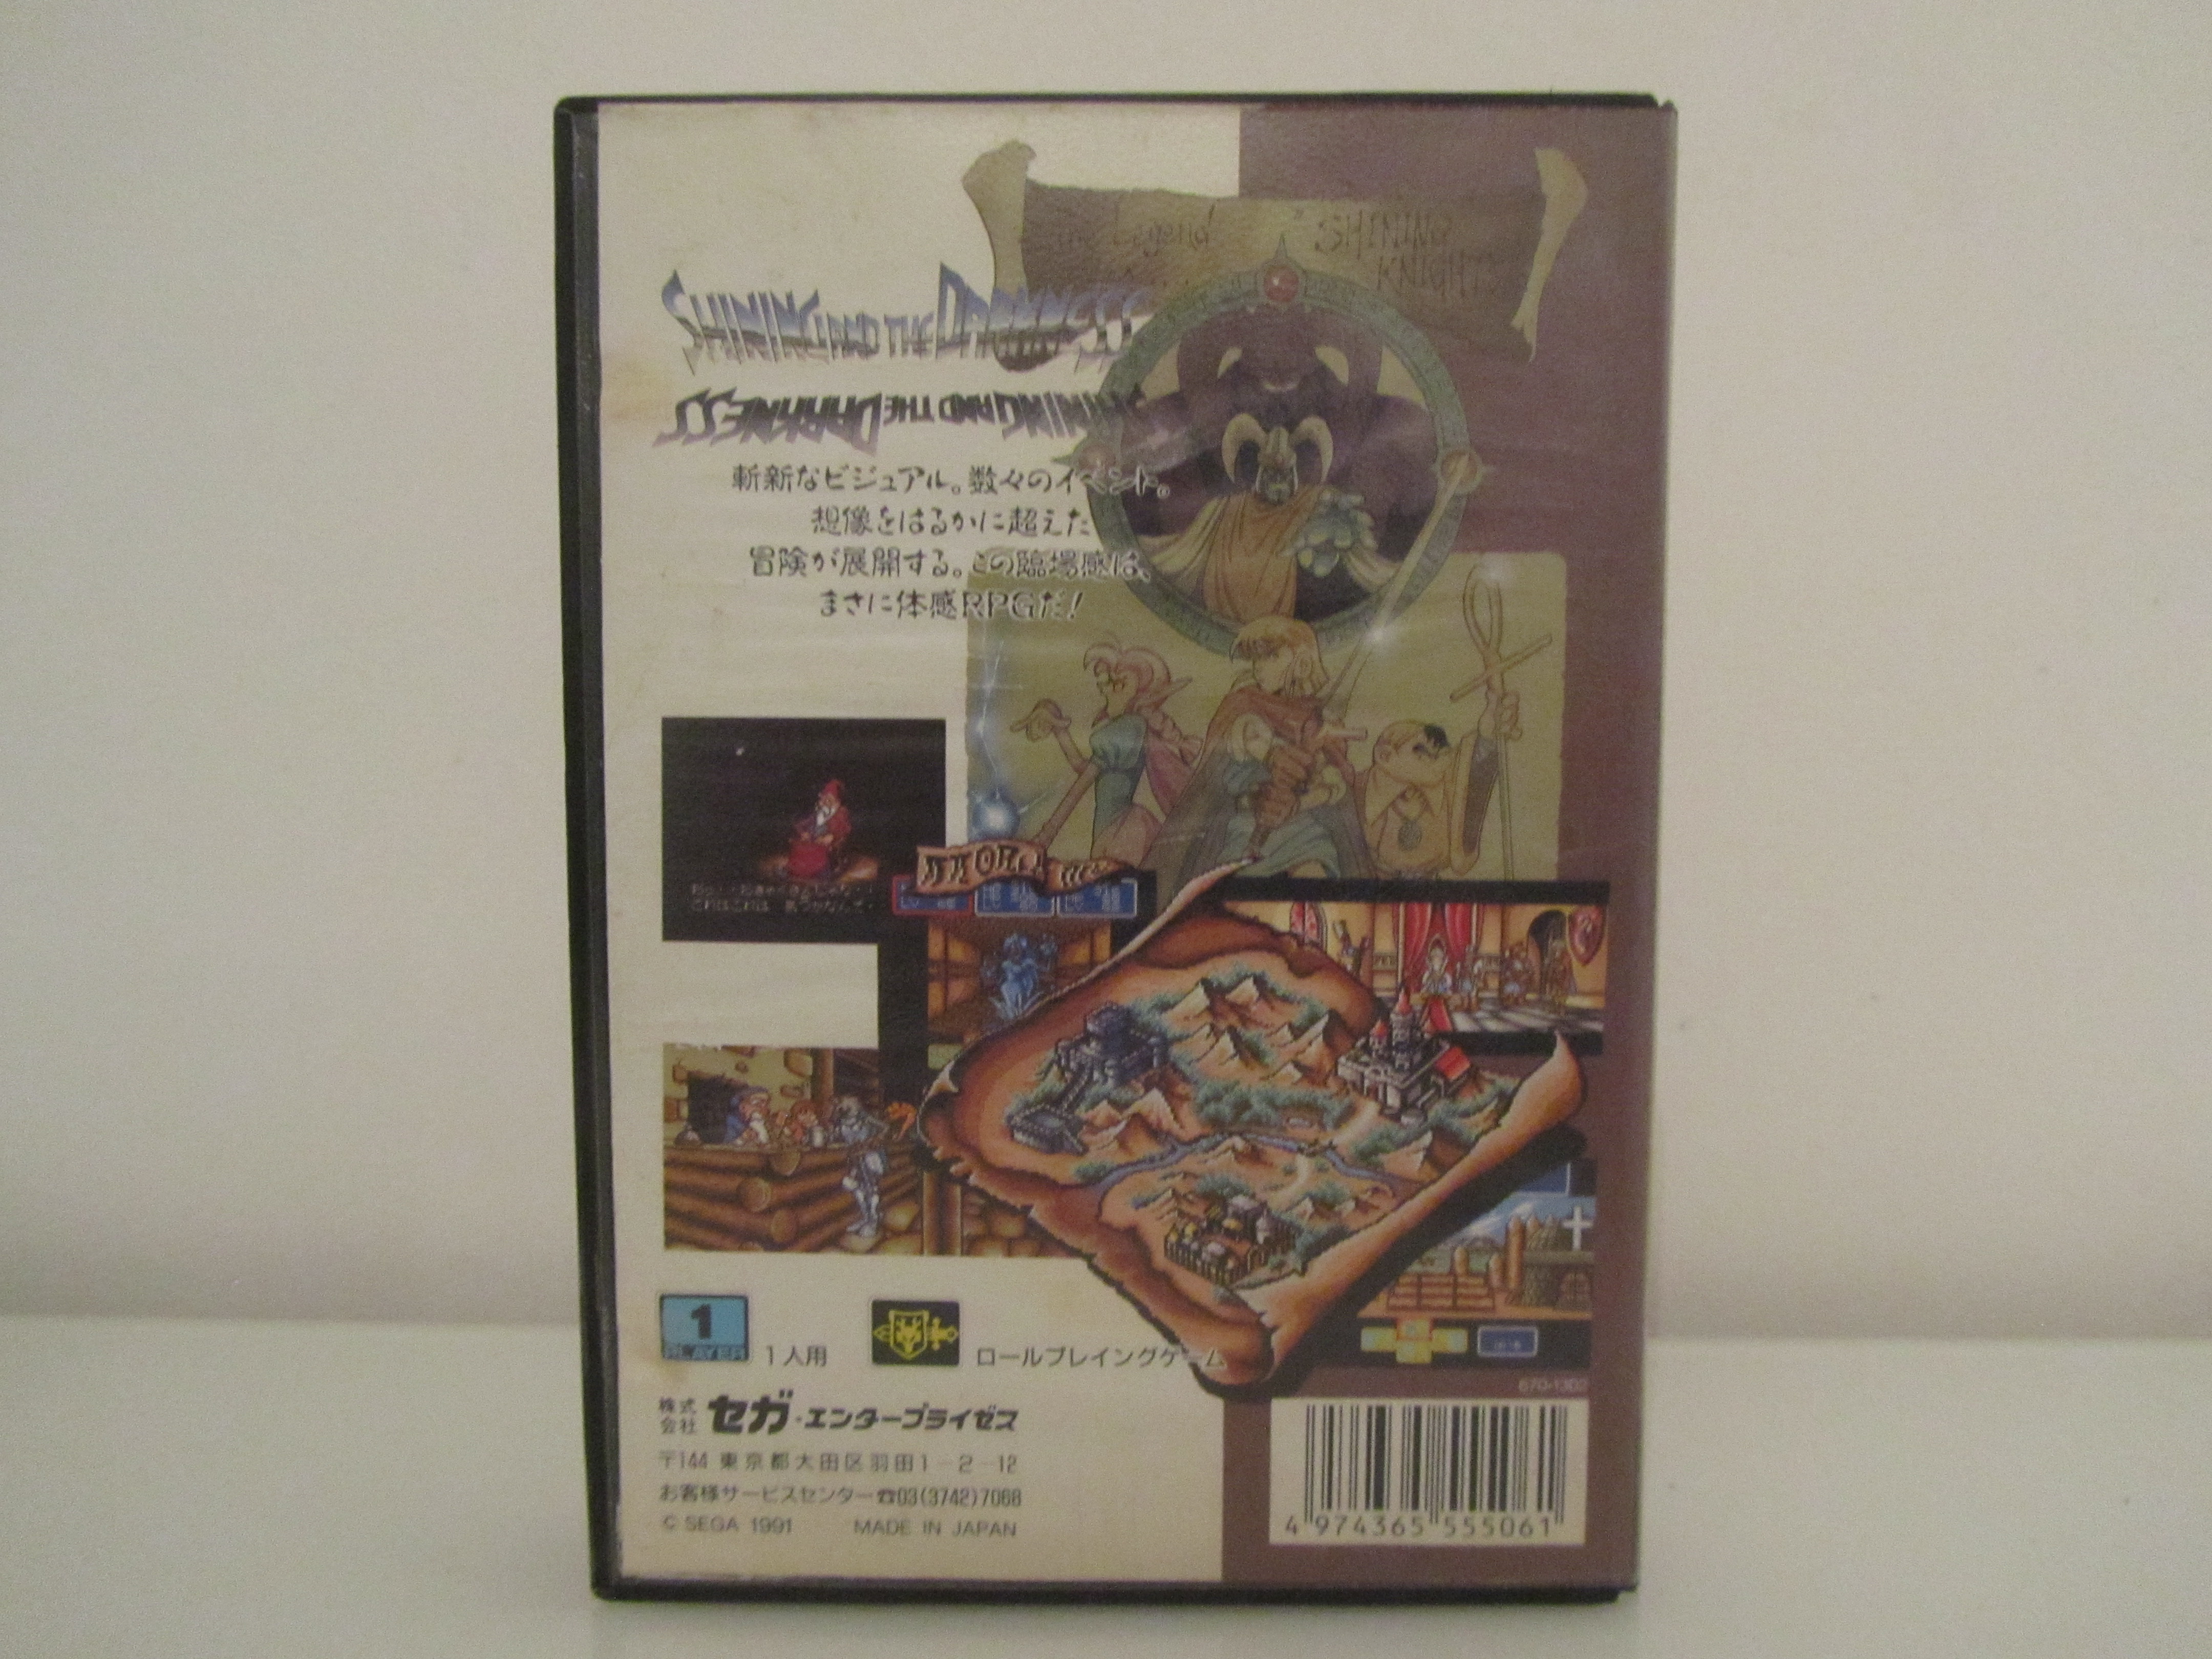 the Legend
SHINING
KNIGHTS
SHINING AND THE DARKNESS
SHINING AND THE DARKNESS
斬新なビジュアル。数々のイベント。
想像をはるかに超えた
冒険が展開する。この臨場感は、
まさに体感RPGだ!
1
PLAYER
1人用
ロールプレイングゲーム
670-1302
株式会社 セガ・エンタープライゼス
〒144 東京都大田区羽田1-2-12
お客様サービスセンター☎03(3742)7068
© SEGA 1991 MADE IN JAPAN
4 974365 555061